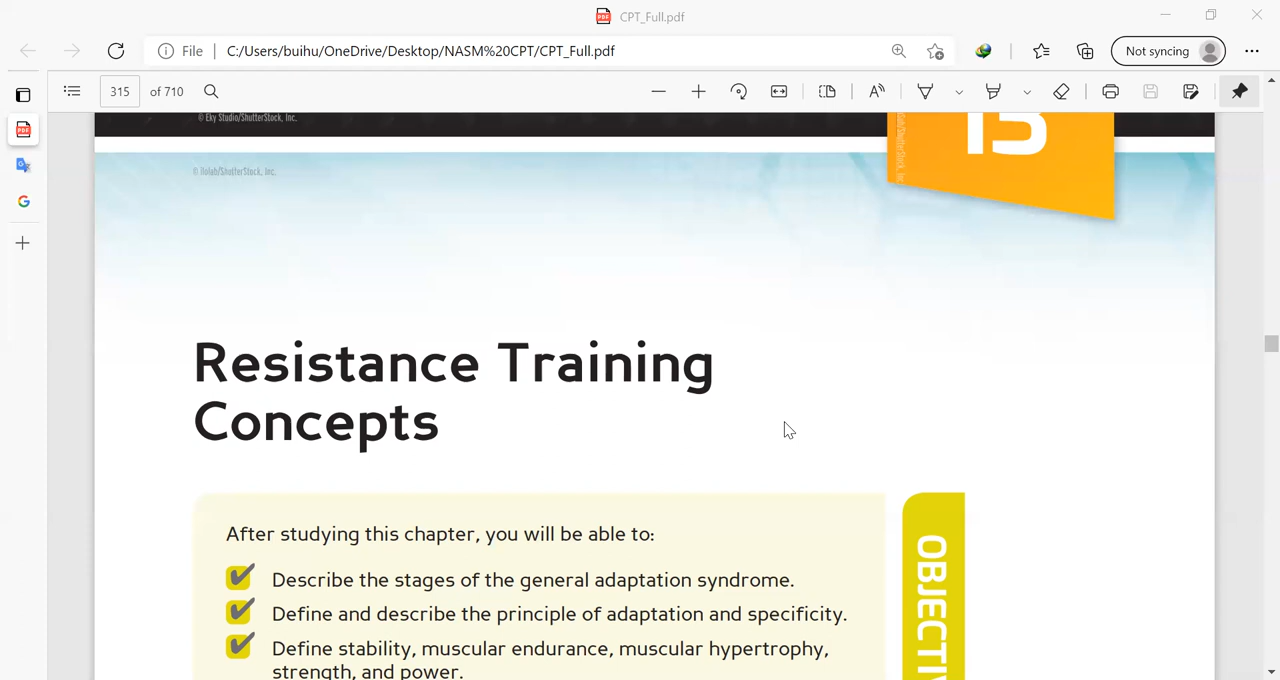 CPT_Full.pdf
File
C:/Users/buihu/OneDrive/Desktop/NASM%20CPT/CPT_Full.pdf
Not syncing
315 of 710
© Eky Studio/ShutterStock, Inc.
13
© Ilolab/ShutterStock, Inc.
Resistance Training
Concepts
After studying this chapter, you will be able to:
Describe the stages of the general adaptation syndrome.
Define and describe the principle of adaptation and specificity.
Define stability, muscular endurance, muscular hypertrophy,
strength, and power.